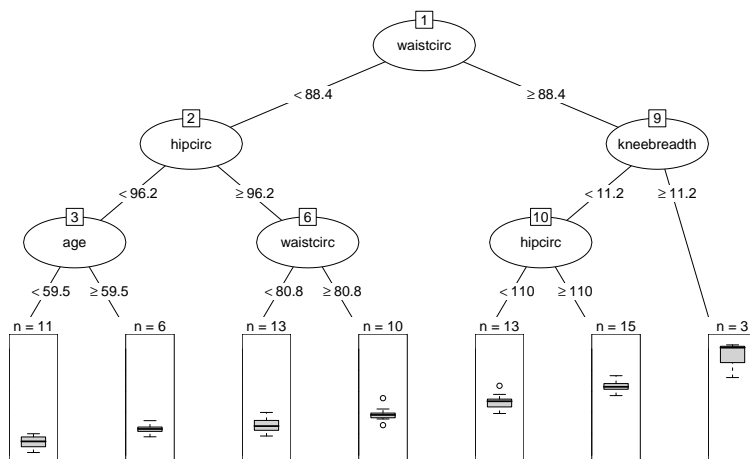 1
waistcirc
< 88.4
≥ 88.4
2
hipcirc
9
kneebreadth
< 96.2
≥ 96.2
< 11.2
≥ 11.2
3
age
6
waistcirc
10
hipcirc
< 59.5
≥ 59.5
< 80.8
≥ 80.8
< 110
≥ 110
n = 11
n = 6
n = 13
n = 10
n = 13
n = 15
n = 3